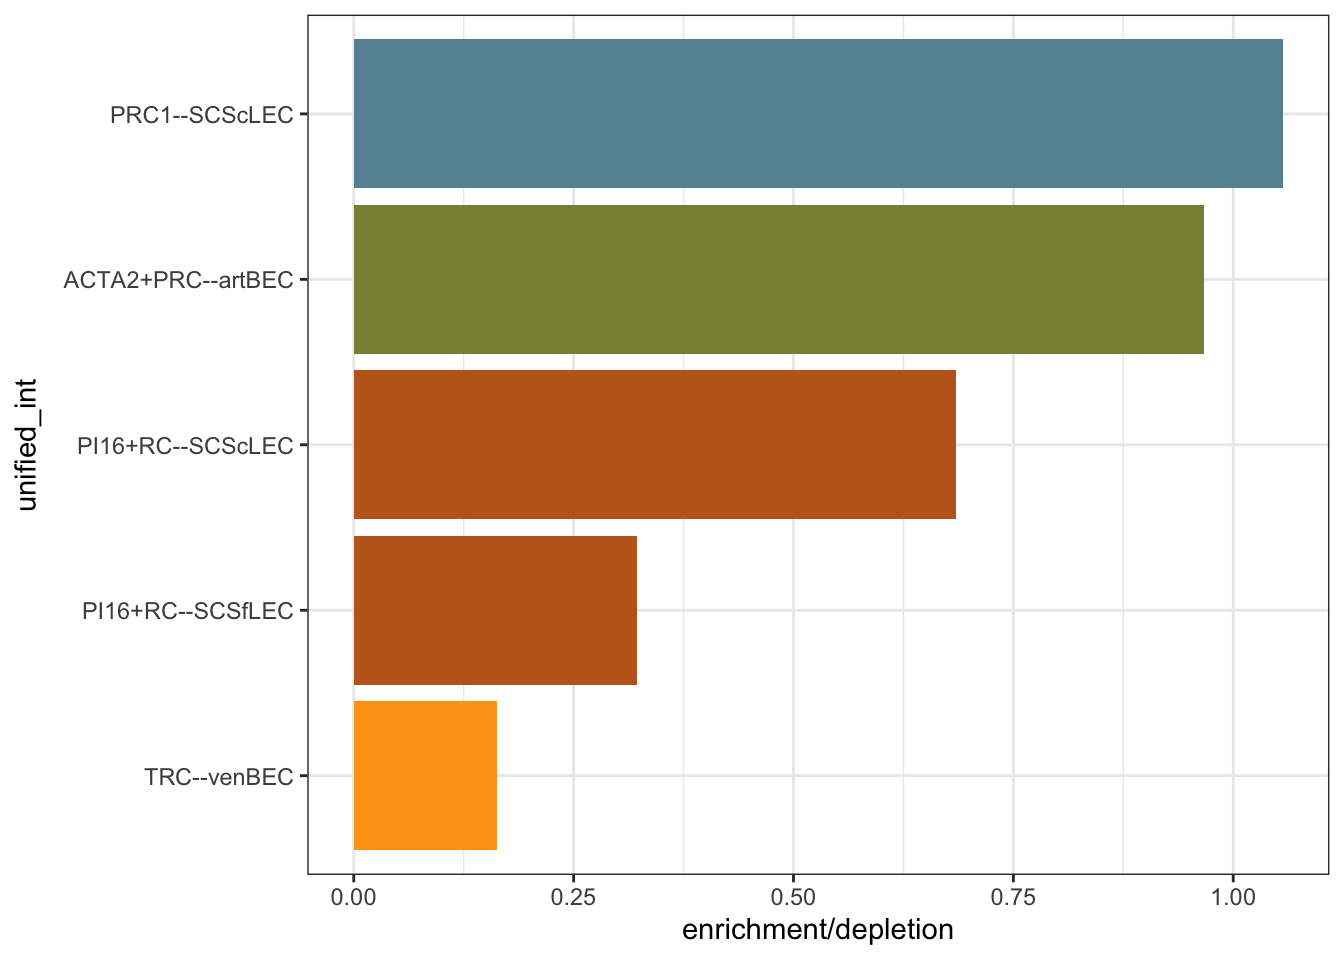 unified_int
PRC1--SCScLEC
ACTA2+PRC--artBEC
PI16+RC--SCScLEC
PI16+RC--SCSfLEC
TRC--venBEC
0.00 0.25 0.50 0.75 1.00
enrichment/depletion